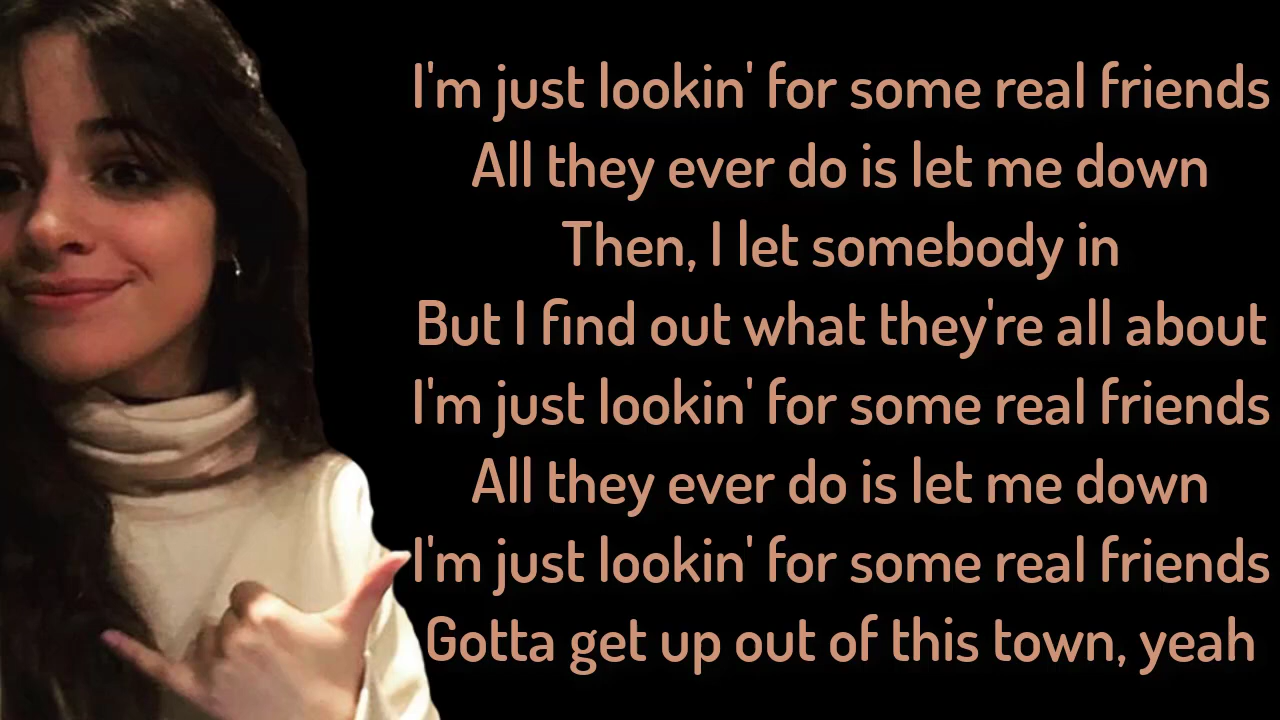 I'm just lookin' for some real friends
All they ever do is let me down
Then, I let somebody in
But I find out what they're all about
I'm just lookin' for some real friends
All they ever do is let me down
I'm just lookin' for some real friends
Gotta get up out of this town, yeah